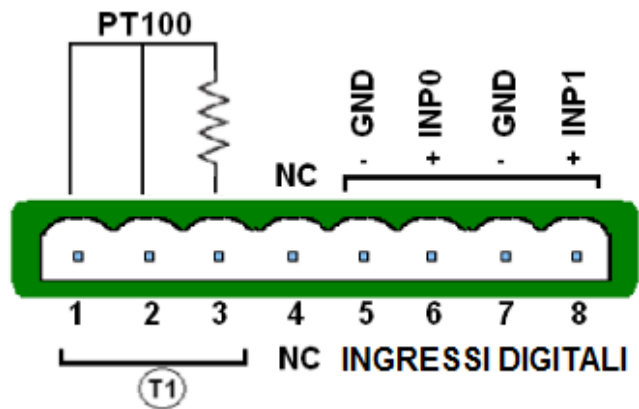 PT100
GND
INP0
GND
INP1
- + - +
NC
1 2 3 4 5 6 7 8
T1
NC INGRESSI DIGITALI